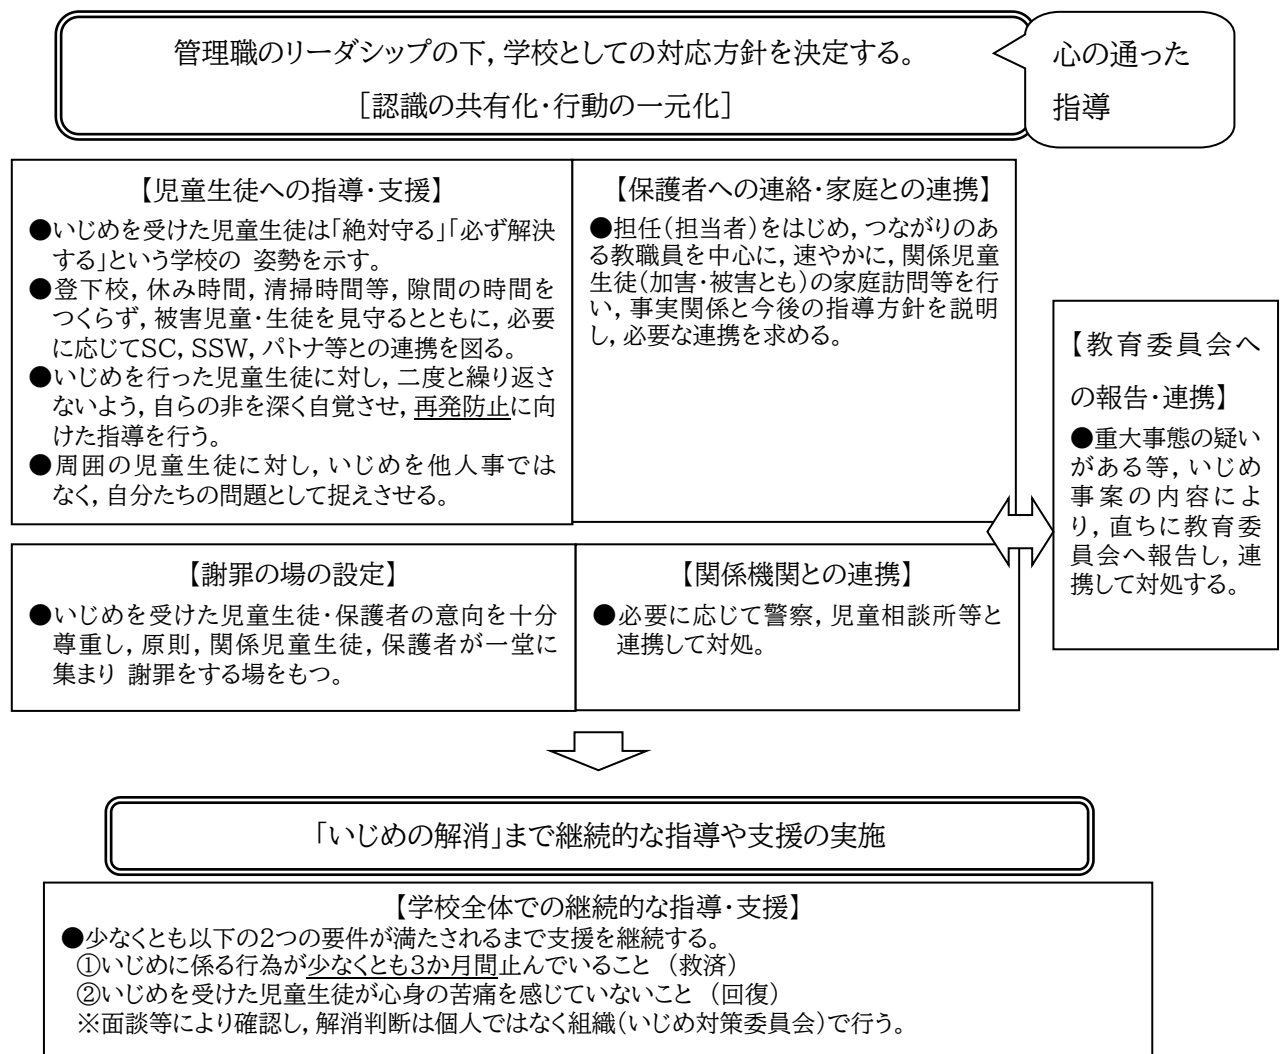 管理職のリーダシップの下，学校としての対応方針を決定する。
［認識の共有化・行動の一元化］
心の通った
指導
【児童生徒への指導・支援】
●いじめを受けた児童生徒は「絶対守る」「必ず解決
する」という学校の 姿勢を示す。
●登下校，休み時間，清掃時間等，隙間の時間を
つくらず，被害児童・生徒を見守るとともに，必要
に応じてSC，SSW，パトナ等との連携を図る。
●いじめを行った児童生徒に対し，二度と繰り返さ
ないよう，自らの非を深く自覚させ，再発防止に向
けた指導を行う。
●周囲の児童生徒に対し，いじめを他人事では
なく，自分たちの問題として捉えさせる。
【保護者への連絡・家庭との連携】
●担任（担当者）をはじめ，つながりのあ
る教職員を中心に，速やかに，関係児童
生徒（加害・被害とも）の家庭訪問等を行
い，事実関係と今後の指導方針を説明
し，必要な連携を求める。
【教育委員会へ
の報告・連携】
●重大事態の疑い
がある等，いじめ
事案の内容によ
り，直ちに教育委
員会へ報告し，連
携して対処する。
【謝罪の場の設定】
●いじめを受けた児童生徒・保護者の意向を十分
尊重し，原則，関係児童生徒，保護者が一堂に
集まり 謝罪をする場をもつ。
【関係機関との連携】
●必要に応じて警察，児童相談所等と
連携して対処。
「いじめの解消」まで継続的な指導や支援の実施
【学校全体での継続的な指導・支援】
●少なくとも以下の２つの要件が満たされるまで支援を継続する。
①いじめに係る行為が少なくとも３か月間止んでいること （救済）
②いじめを受けた児童生徒が心身の苦痛を感じていないこと （回復）
※面談等により確認し，解消判断は個人ではなく組織（いじめ対策委員会）で行う。